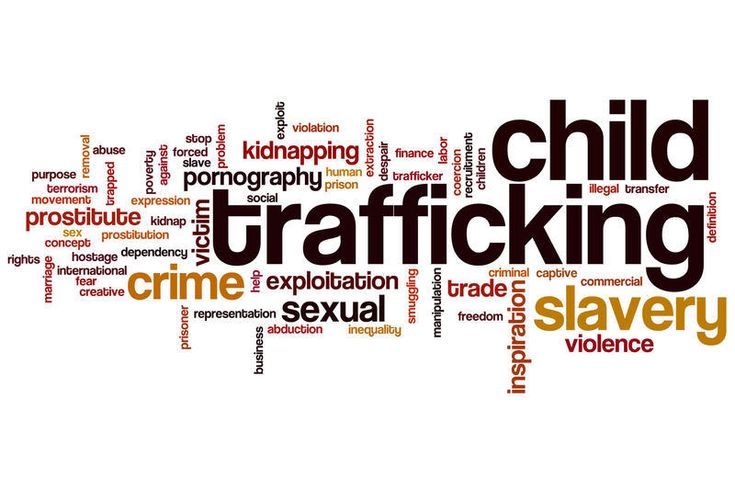 child
trafficking
slavery
crime
sexual
exploitation
pornography
prostitute
kidnapping
victim
trade
inspiration
violence
exploit
violation
stop
forced
slave
problem
removal
abuse
poverty
against
trapped
purpose
terrorism
movement
expression
human
prison
extraction
despair
finance
labor
trafficker
coercion
recruitment
children
illegal
transfer
definition
social
kidnap
sex
concept
prostitution
rights
hostage
dependency
marriage
international
fear
creative
help
prisoner
representation
business
abduction
inequality
smuggling
manipulation
criminal
captive
commercial
freedom